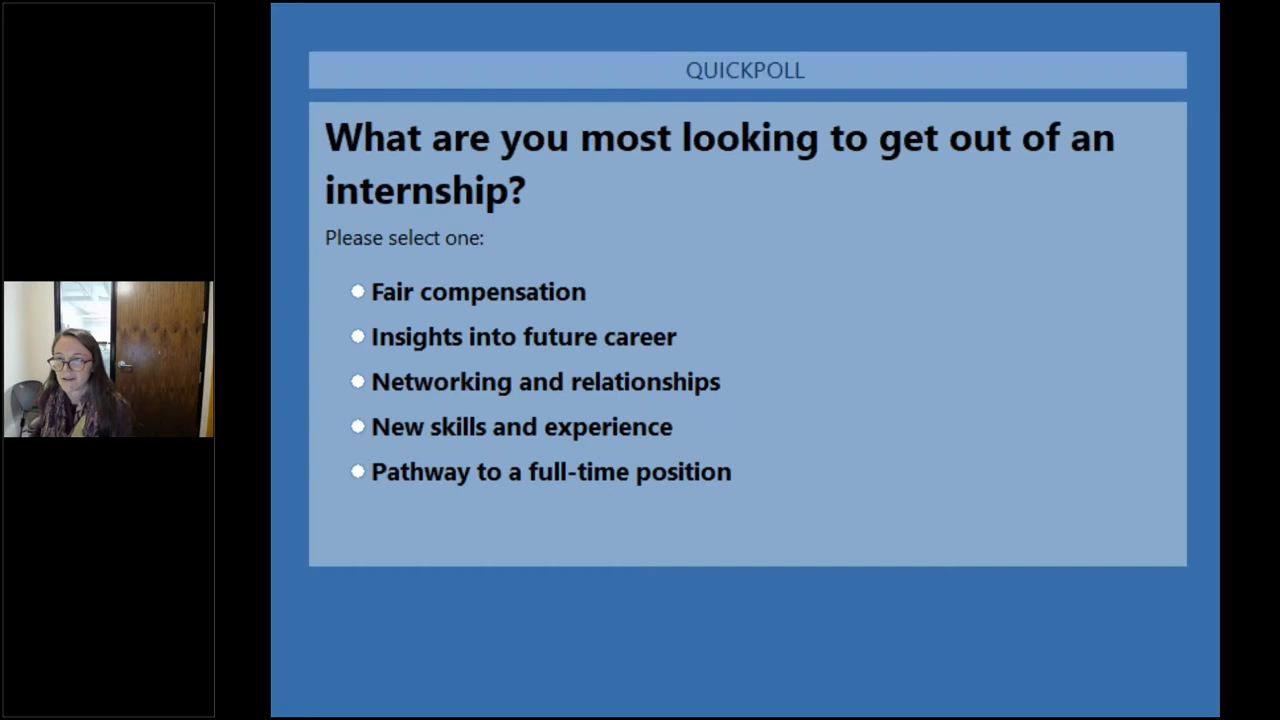 QUICKPOLL
What are you most looking to get out of an
internship?
Please select one:
Fair compensation
Insights into future career
Networking and relationships
New skills and experience
Pathway to a full-time position